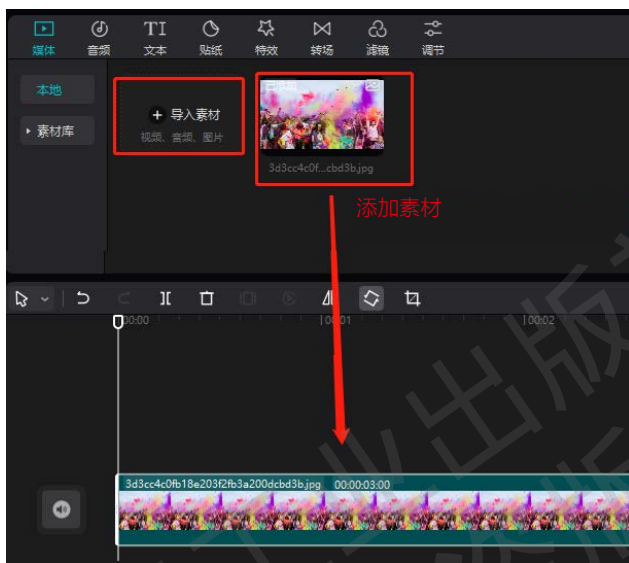 媒体 音频 文本 贴纸 特效 转场 滤镜 调节
本地
导入素材
已添加
素材库
视频、音频、图片
3d3cc4c0f...cbd3b.jpg
添加素材
00:00 00:01 00:02
3d3cc4c0fb18e203f2fb3a200dcbd3b.jpg 00:00:03:00